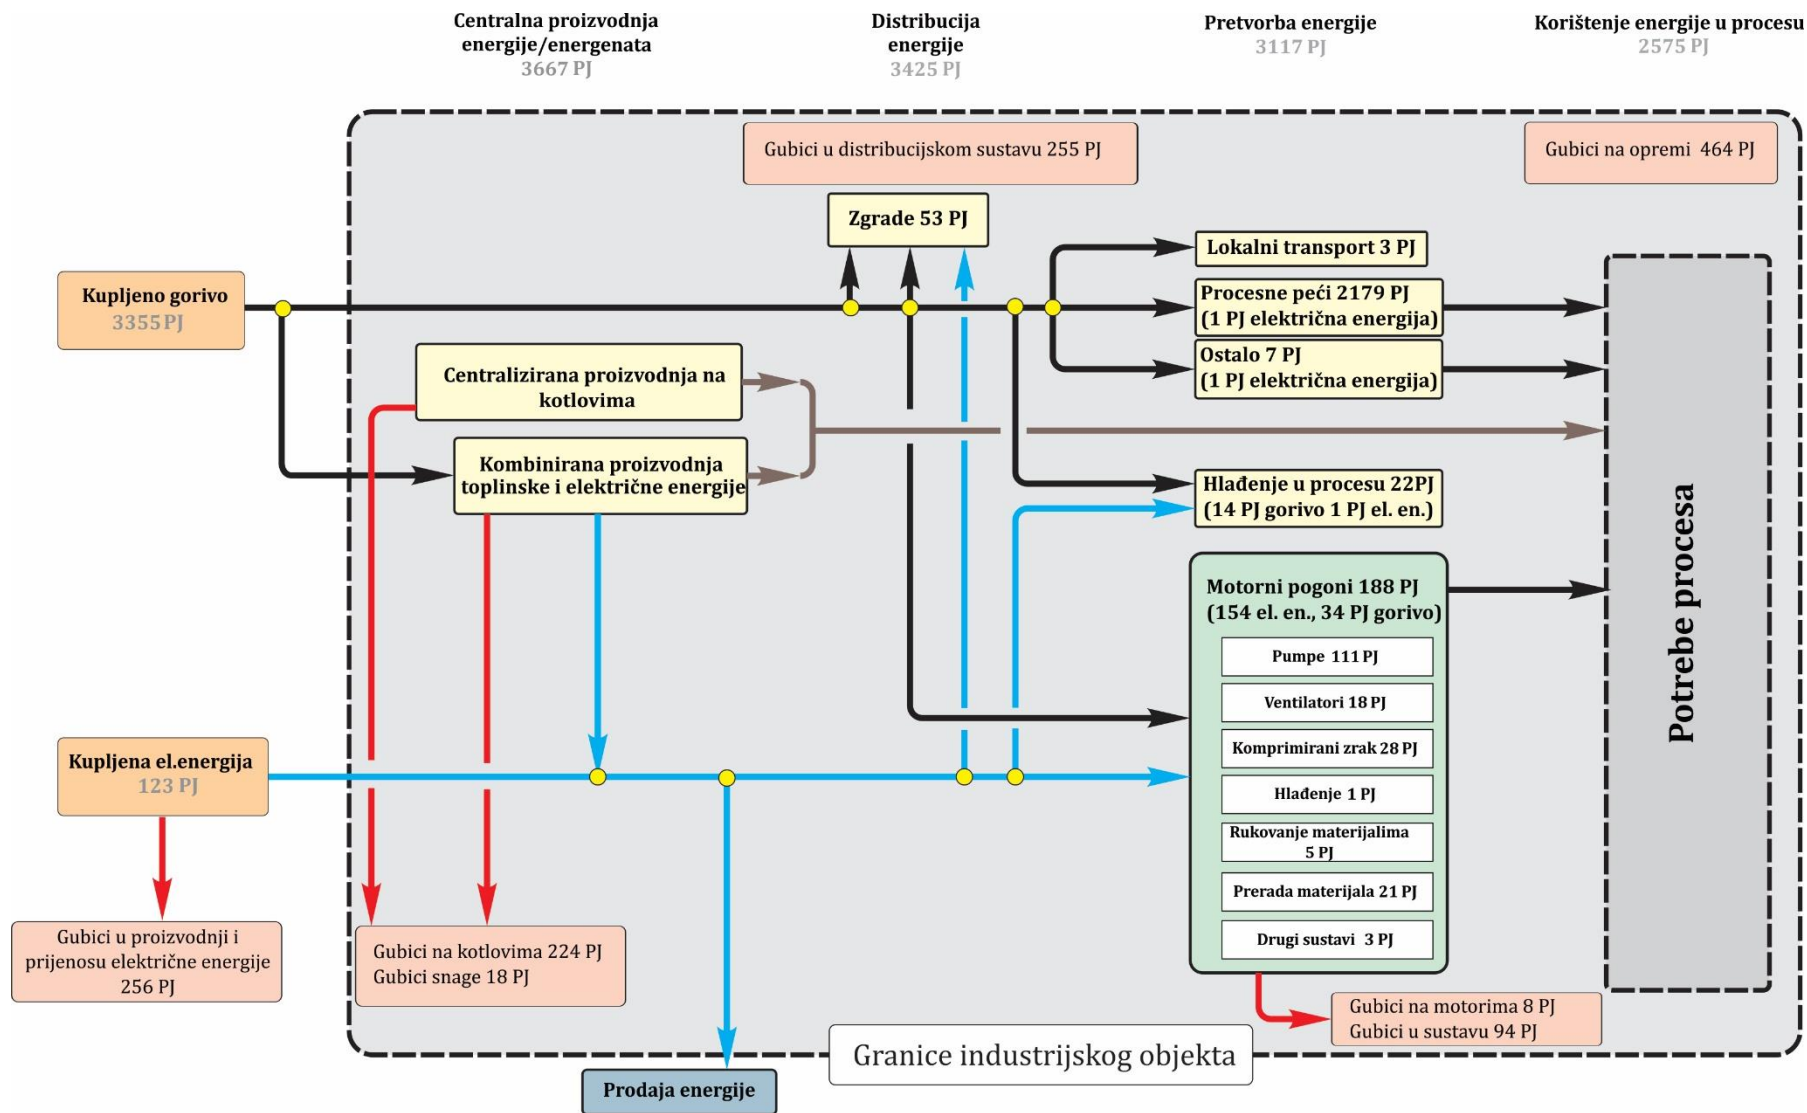 Centralna proizvodnja
energije/energenata
3667 PJ
Distribucija
energije
3425 PJ
Pretvorba energije
3117 PJ
Korištenje energije u procesu
2575 PJ
Gubici u distribucijskom sustavu 255 PJ
Gubici na opremi 464 PJ
Zgrade 53 PJ
Lokalni transport 3 PJ
Kupljeno gorivo
3355 PJ
Procesne peći 2179 PJ
(1 PJ električna energija)
Ostalo 7 PJ
(1 PJ električna energija)
Centralizirana proizvodnja na
kotlovima
Kombinirana proizvodnja
toplinske i električne energije
Hlađenje u procesu 22PJ
(14 PJ gorivo 1 PJ el. en.)
Potrebe procesa
Motorni pogoni 188 PJ
(154 el. en., 34 PJ gorivo)
Pumpe 111 PJ
Ventilatori 18 PJ
Komprimirani zrak 28 PJ
Hlađenje 1 PJ
Rukovanje materijalima
5 PJ
Prerada materijala 21 PJ
Drugi sustavi 3 PJ
Kupljena el.energija
123 PJ
Gubici u proizvodnji i
prijenosu električne energije
256 PJ
Gubici na kotlovima 224 PJ
Gubici snage 18 PJ
Gubici na motorima 8 PJ
Gubici u sustavu 94 PJ
Granice industrijskog objekta
Prodaja energije